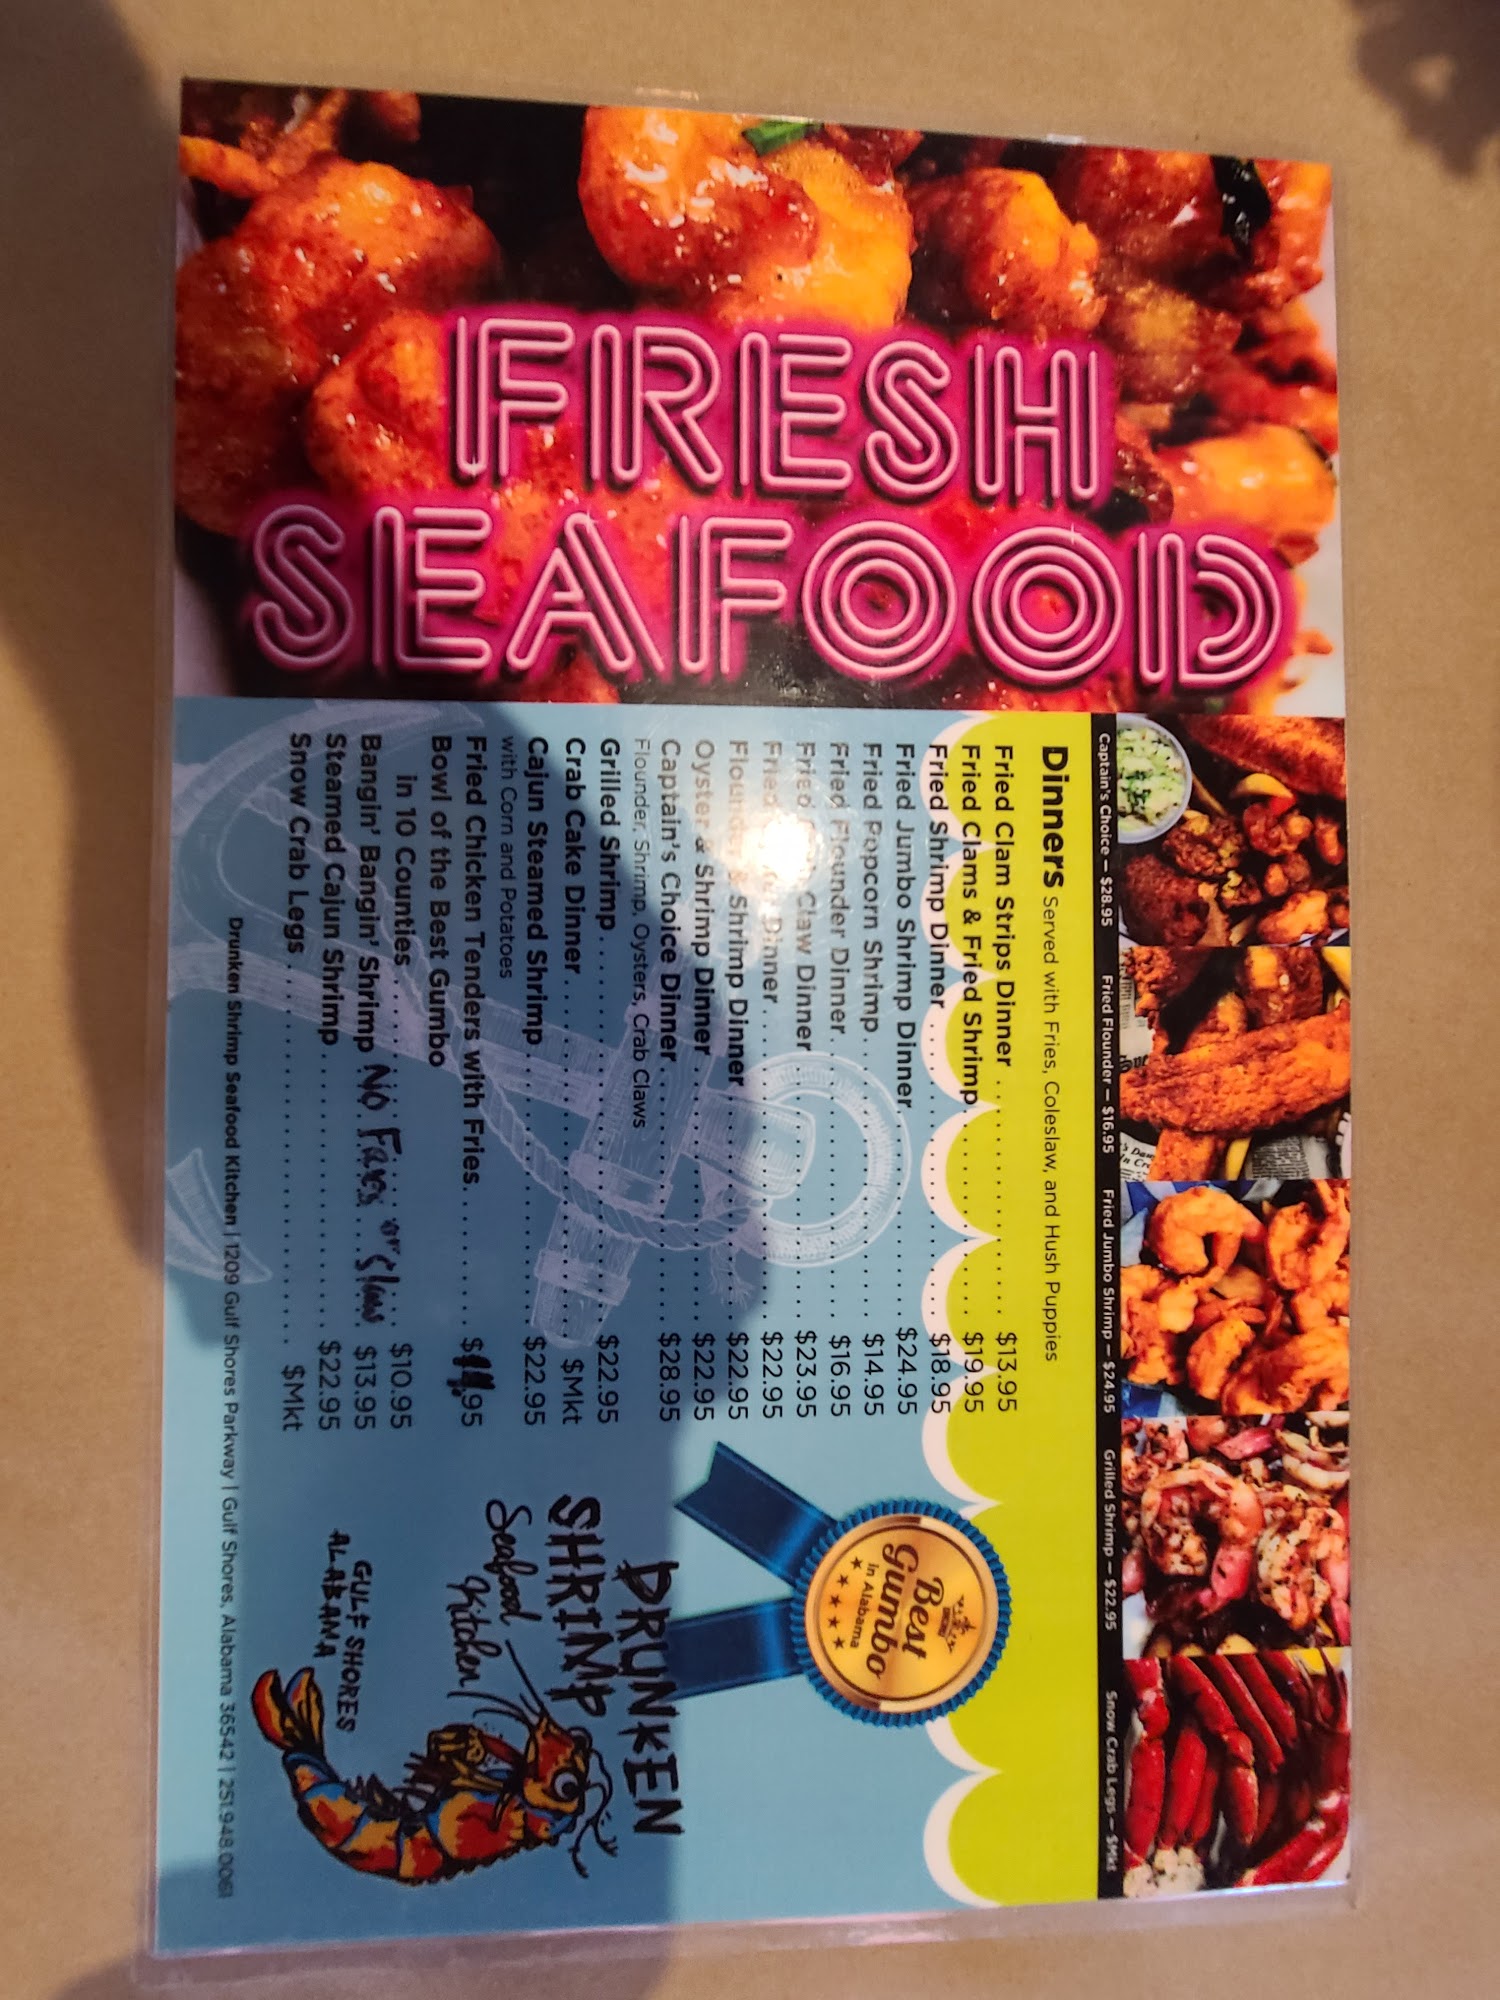 FRESH
SEAFOOD
Captain's Choice — $28.95
Fried Flounder — $16.95
Fried Jumbo Shrimp — $24.95
Grilled Shrimp — $22.95
Snow Crab Legs — $Mkt
Dinners Served with Fries, Coleslaw, and Hush Puppies
Fried Clam Strips Dinner $13.95
Fried Clams & Fried Shrimp $19.95
Fried Shrimp Dinner $18.95
Fried Jumbo Shrimp Dinner $24.95
Fried Popcorn Shrimp $14.95
Fried Flounder Dinner $16.95
Fried Claw Dinner $23.95
Fried Dinner $22.95
Flounder & Shrimp Dinner $22.95
Oyster & Shrimp Dinner $22.95
Captain's Choice Dinner $28.95
Flounder, Shrimp, Oysters, Crab Claws
Grilled Shrimp $22.95
Crab Cake Dinner $Mkt
Cajun Steamed Shrimp $22.95
with Corn and Potatoes
Fried Chicken Tenders with Fries $11.95
Bowl of the Best Gumbo
in 10 Counties $10.95
Bangin' Bangin' Shrimp No Fries or Slaw $13.95
Steamed Cajun Shrimp $22.95
Snow Crab Legs $Mkt
Best
Gumbo
in Alabama
DRUNKEN
SHRIMP
Seafood
Kitchen
GULF SHORES
ALABAMA
Drunken Shrimp Seafood Kitchen | 1209 Gulf Shores Parkway | Gulf Shores, Alabama 36542 | 251.948.0061